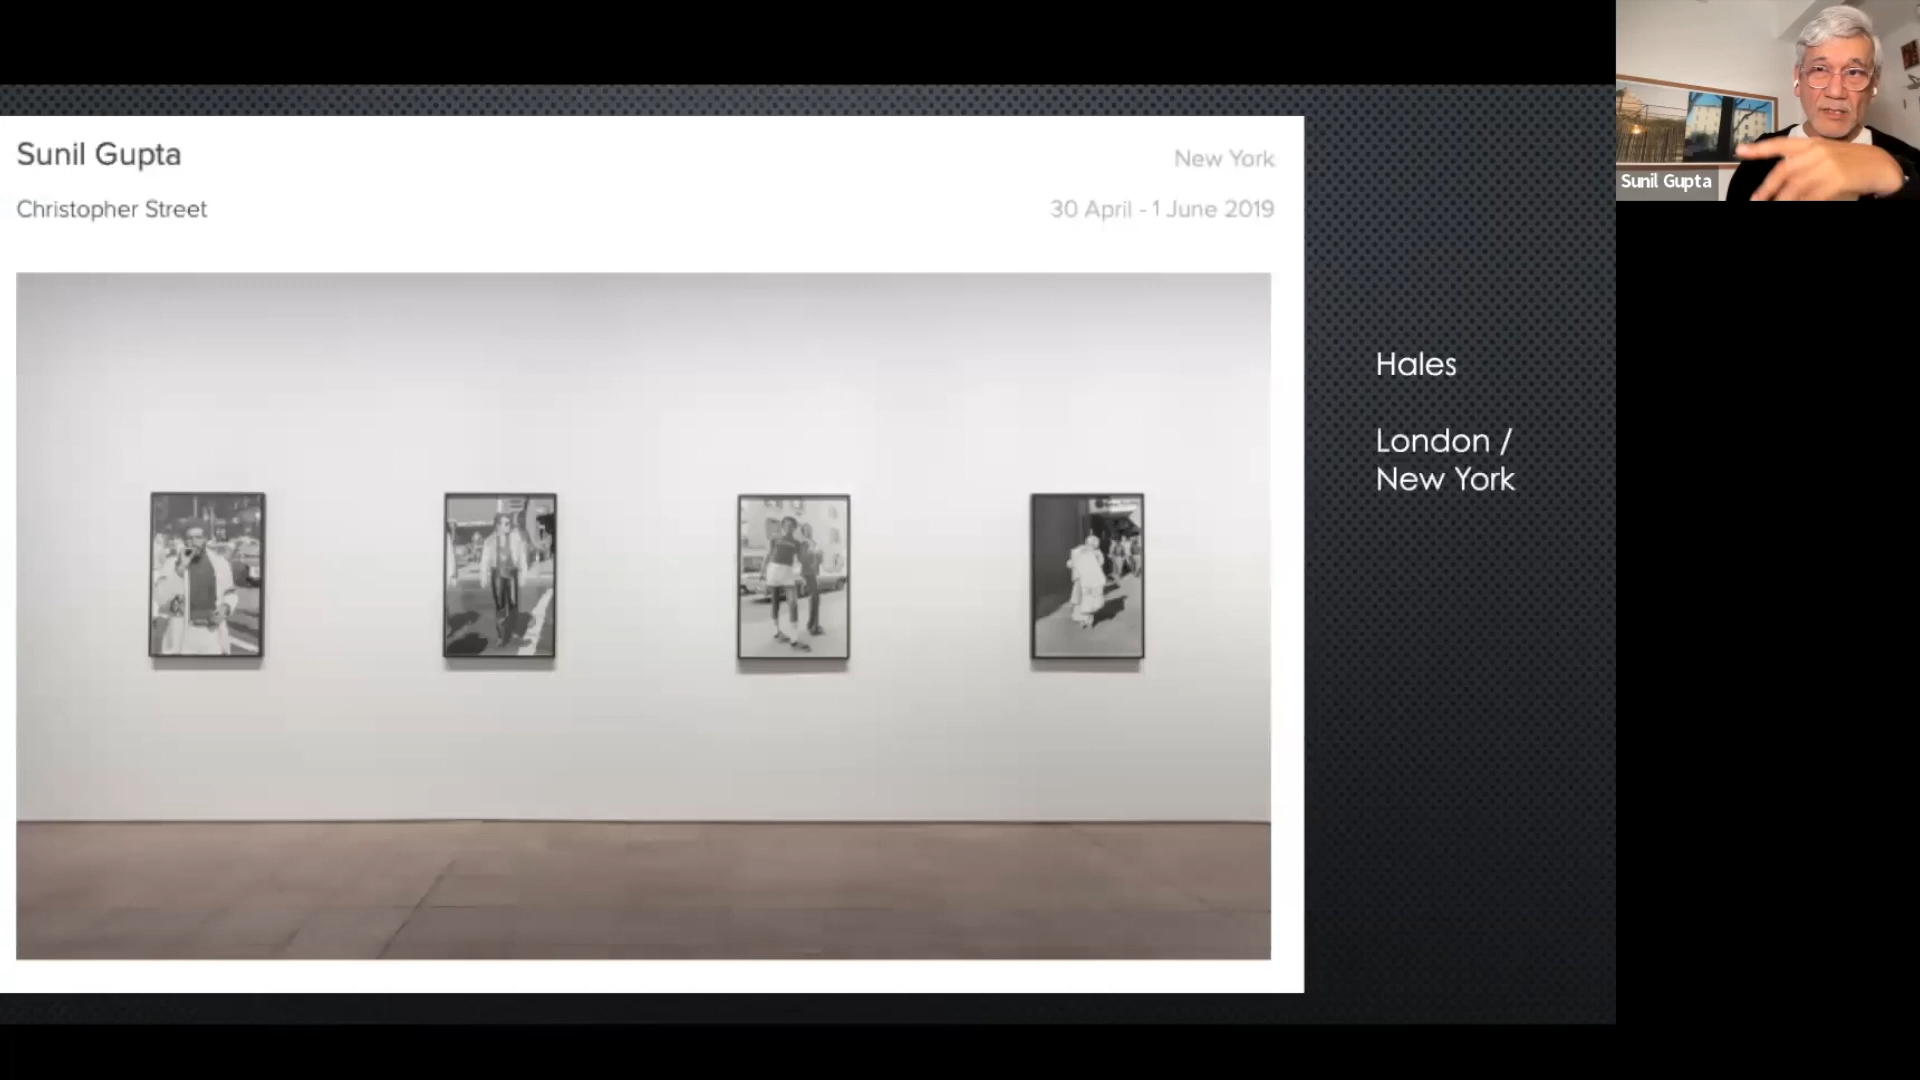 Sunil Gupta
New York
Christopher Street
30 April - 1 June 2019
Hales
London /
New York
Sunil Gupta